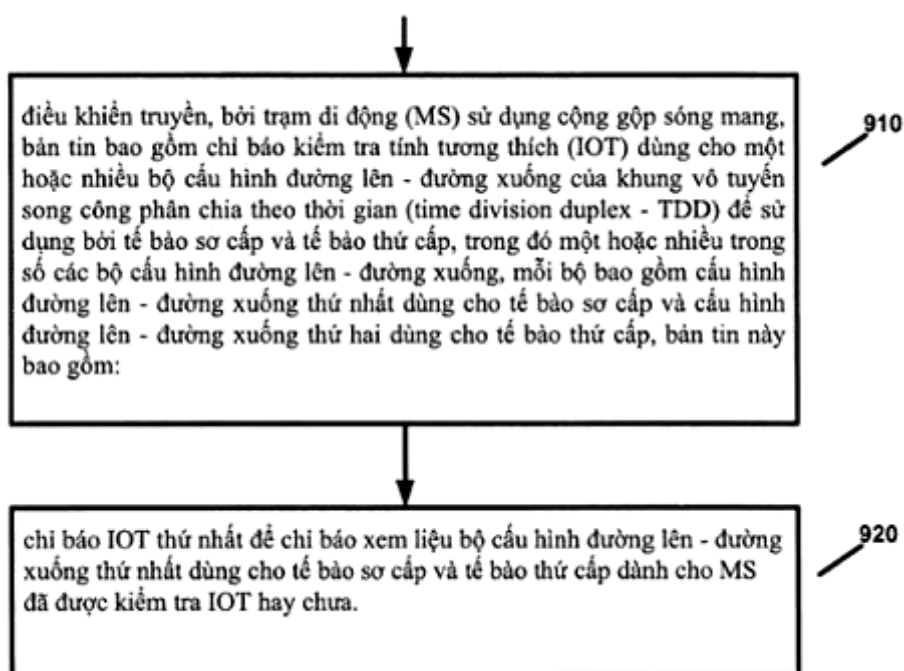 điều khiển truyền, bởi trạm di động (MS) sử dụng cộng gộp sóng mang,
bản tin bao gồm chỉ báo kiểm tra tính tương thích (IOT) dùng cho một
hoặc nhiều bộ cấu hình đường lên - đường xuống của khung vô tuyến
song công phân chia theo thời gian (time division duplex - TDD) để sử
dụng bởi tế bào sơ cấp và tế bào thứ cấp, trong đó một hoặc nhiều trong
số các bộ cấu hình đường lên - đường xuống, mỗi bộ bao gồm cấu hình
đường lên - đường xuống thứ nhất dùng cho tế bào sơ cấp và cấu hình
đường lên - đường xuống thứ hai dùng cho tế bào thứ cấp, bản tin này
bao gồm:
910
chỉ báo IOT thứ nhất để chỉ báo xem liệu bộ cấu hình đường lên - đường
xuống thứ nhất dùng cho tế bào sơ cấp và tế bào thứ cấp dành cho MS
đã được kiểm tra IOT hay chưa.
920